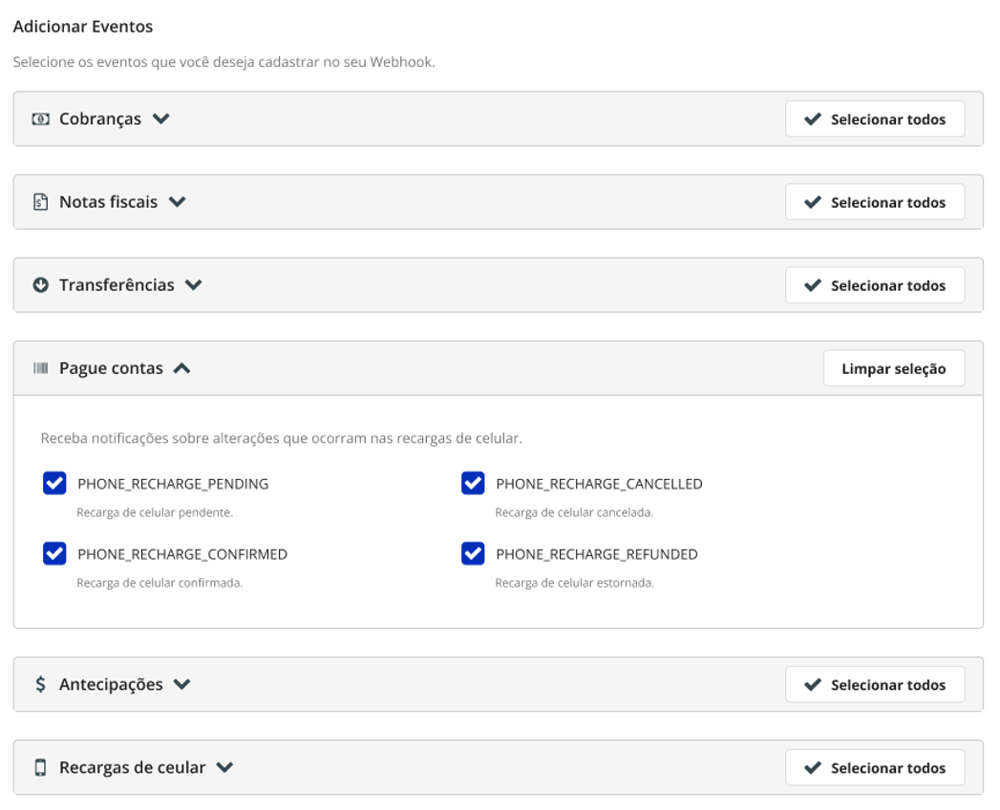 Adicionar Eventos
Selecione os eventos que você deseja cadastrar no seu Webhook.
Cobranças Selecionar todos
Notas fiscais Selecionar todos
Transferências Selecionar todos
Pague contas Limpar seleção
Receba notificações sobre alterações que ocorram nas recargas de celular.
PHONE_RECHARGE_PENDING PHONE_RECHARGE_CANCELLED
Recarga de celular pendente. Recarga de celular cancelada.
PHONE_RECHARGE_CONFIRMED PHONE_RECHARGE_REFUNDED
Recarga de celular confirmada. Recarga de celular estornada.
Antecipações Selecionar todos
Recargas de ceular Selecionar todos